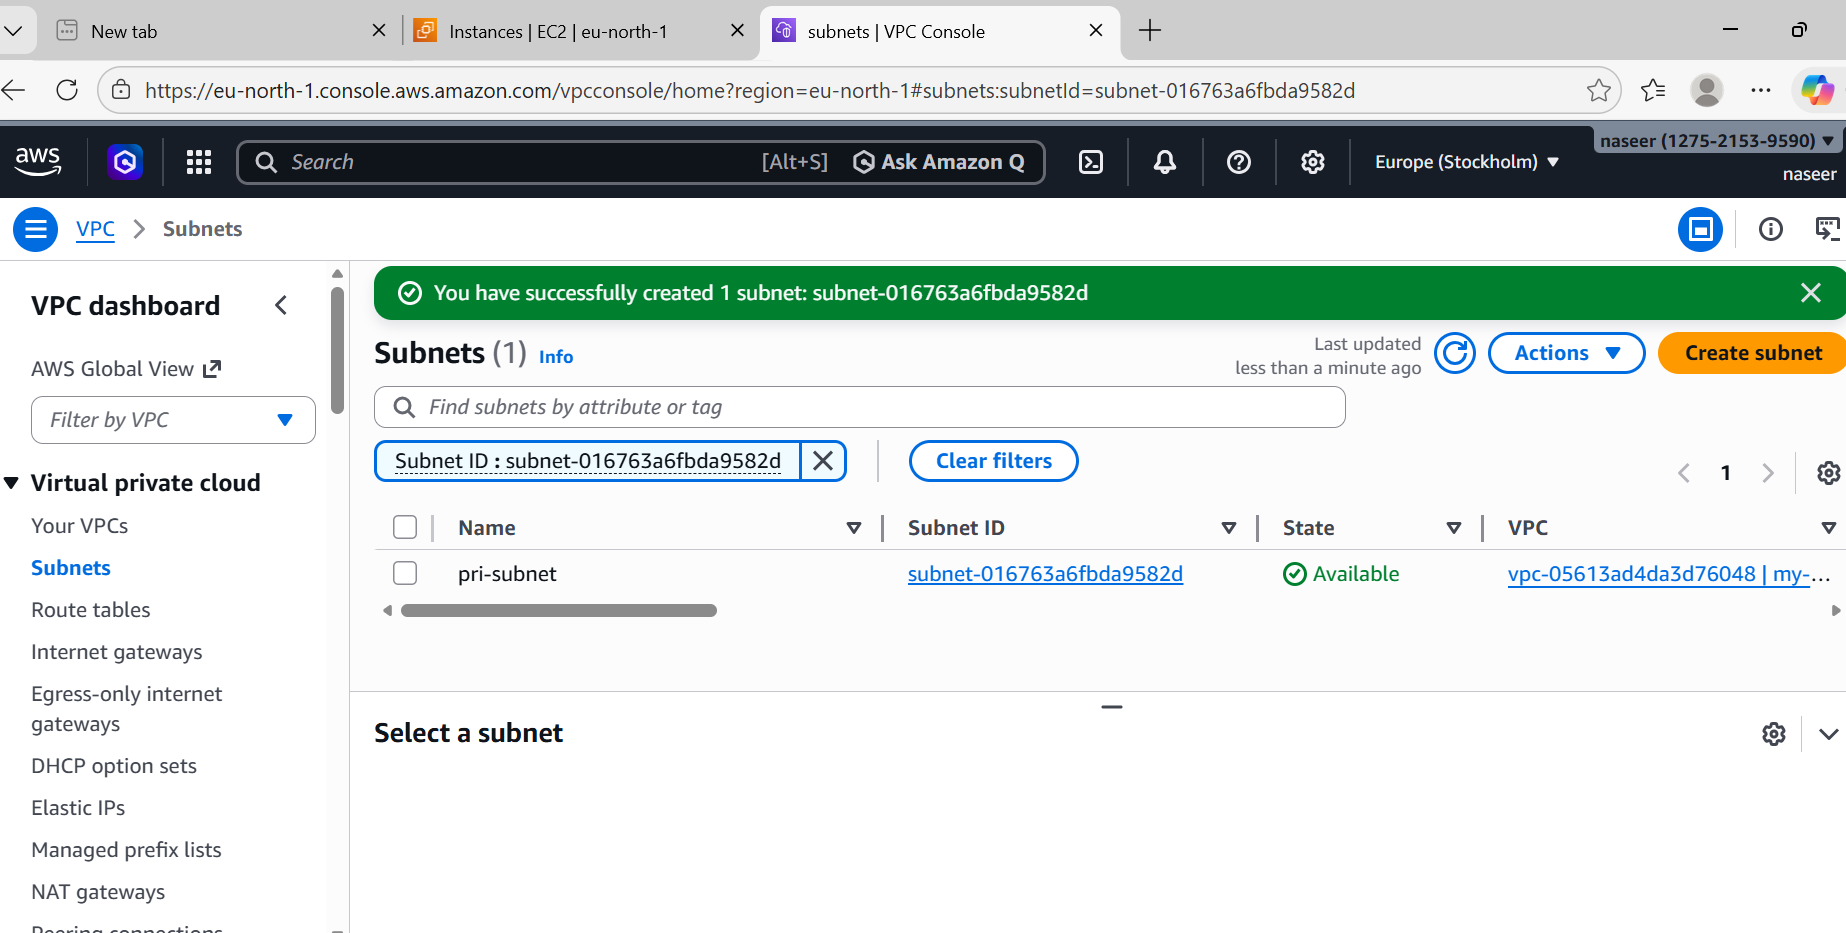 New tab
Instances | EC2 | eu-north-1
subnets | VPC Console
https://eu-north-1.console.aws.amazon.com/vpcconsole/home?region=eu-north-1#subnets:subnetId=subnet-016763a6fbda9582d
aws
Search
[Alt+S]
Ask Amazon Q
Europe (Stockholm)
naseer (1275-2153-9590)
naseer
VPC
Subnets
VPC dashboard
AWS Global View
Filter by VPC
Virtual private cloud
Your VPCs
Subnets
Route tables
Internet gateways
Egress-only internet
gateways
DHCP option sets
Elastic IPs
Managed prefix lists
NAT gateways
Peering connections
You have successfully created 1 subnet: subnet-016763a6fbda9582d
Subnets (1) Info
Last updated
less than a minute ago
Actions
Create subnet
Find subnets by attribute or tag
Subnet ID : subnet-016763a6fbda9582d
Clear filters
1
Name Subnet ID State VPC
pri-subnet subnet-016763a6fbda9582d Available vpc-05613ad4da3d76048 | my-...
Select a subnet